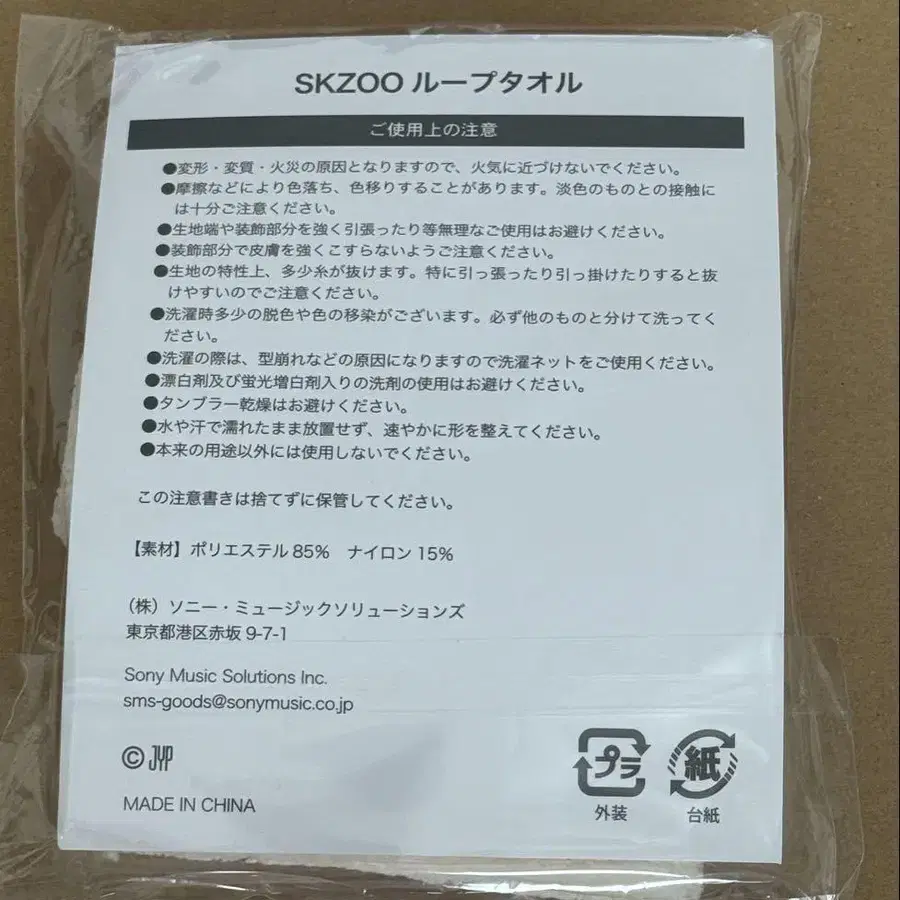 SKZOO ループタオル
ご使用上の注意
●変形・変質・火災の原因となりますので、火気に近づけないでください。
●摩擦などにより色落ち、色移りすることがあります。淡色のものとの接触に
は十分ご注意ください。
●生地端や装飾部分を強く引張ったり等無理なご使用はお避けください。
●装飾部分で皮膚を強くこすらないようご注意ください。
●生地の特性上、多少糸が抜けます。特に引っ張ったり引っ掛けたりすると抜
けやすいのでご注意ください。
●洗濯時多少の脱色や色の移染がございます。必ず他のものと分けて洗ってく
ださい。
●洗濯の際は、型崩れなどの原因になりますので洗濯ネットをご使用ください。
●漂白剤及び蛍光増白剤入りの洗剤の使用はお避けください。
●タンブラー乾燥はお避けください。
●水や汗で濡れたまま放置せず、速やかに形を整えてください。
●本来の用途以外には使用しないでください。
この注意書きは捨てずに保管してください。
【素材】ポリエステル 85%　ナイロン 15%
（株）ソニー・ミュージックソリューションズ
東京都港区赤坂 9-7-1
Sony Music Solutions Inc.
sms-goods@sonymusic.co.jp
© JYP
MADE IN CHINA
プラ
外装
紙
台紙